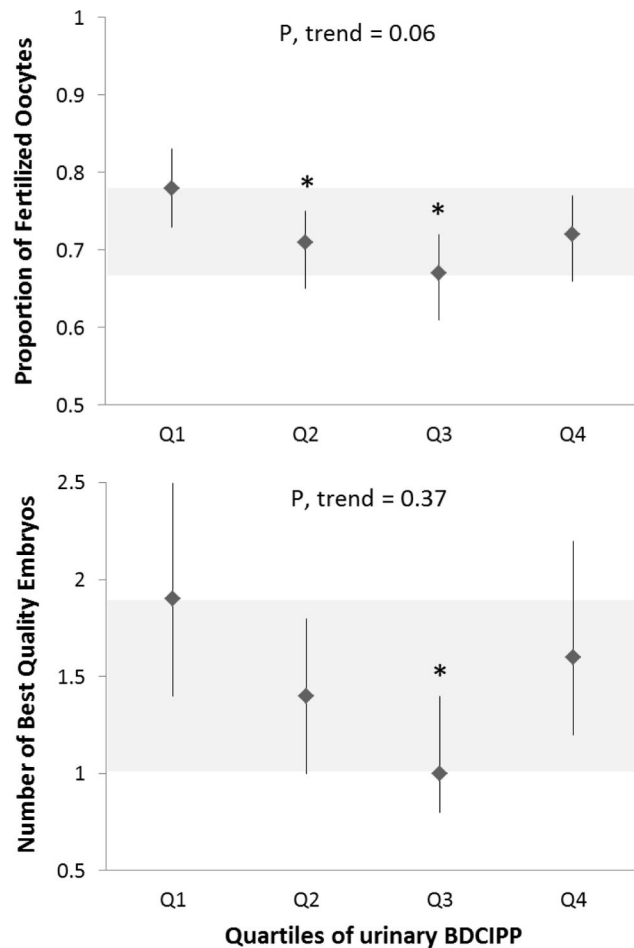 P, trend = 0.06
Proportion of Fertilized Oocytes
1
0.9
0.8
0.7
0.6
0.5
*
*
Q1 Q2 Q3 Q4
P, trend = 0.37
Number of Best Quality Embryos
2.5
2
1.5
1
0.5
*
Q1 Q2 Q3 Q4
Quartiles of urinary BDCIPP